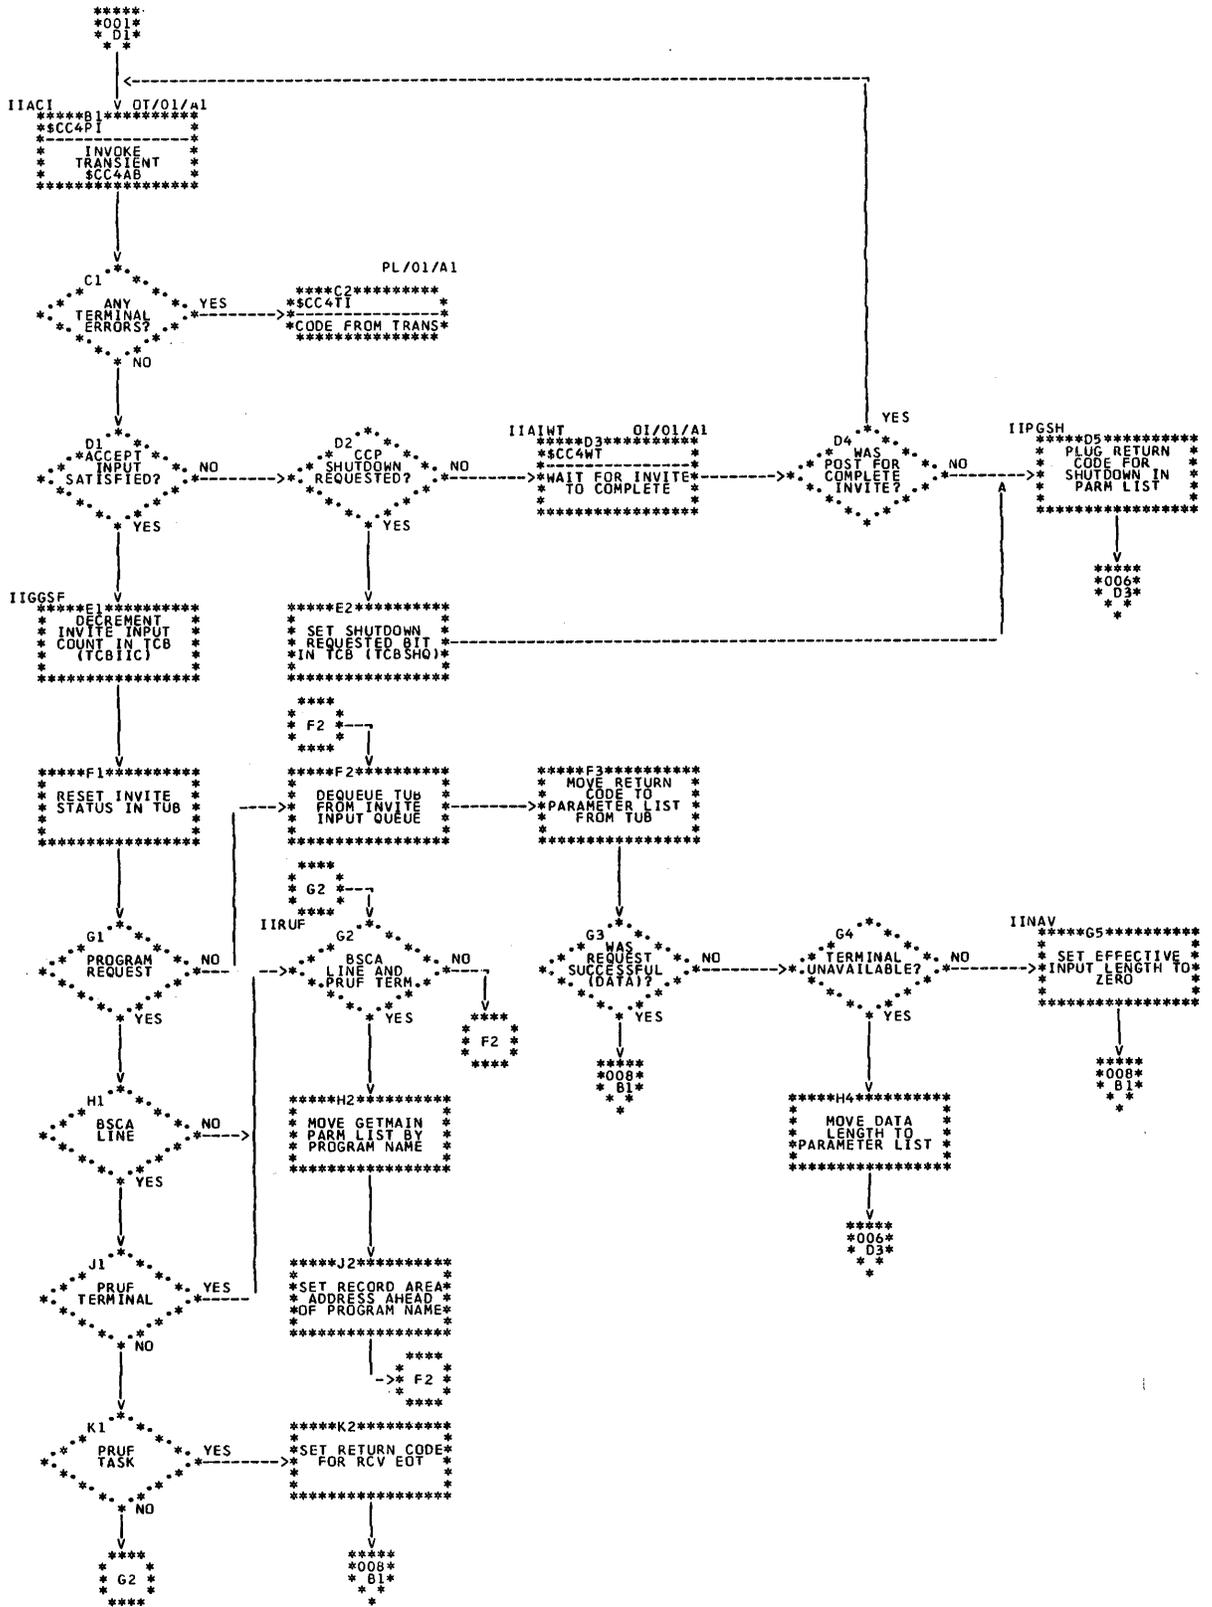 001
D1
IIACI OT/01/A1
B1
$CC4PI
INVOKE
TRANSIENT
$CC4AB
PL/01/A1
C1
ANY
TERMINAL
ERRORS?
YES
NO
C2
$CC4TI
CODE FROM TRANS
D1
ACCEPT
INPUT
SATISFIED?
NO
YES
D2
CCP
SHUTDOWN
REQUESTED?
NO
YES
IIAIWT OI/01/A1
D3
$CC4WT
WAIT FOR INVITE
TO COMPLETE
D4
WAS
POST FOR
COMPLETE
INVITE?
YES
NO
IIPGSH
D5
PLUG RETURN
CODE FOR
SHUTDOWN IN
PARM LIST
006
D3
IIGGSF
E1
DECREMENT
INVITE INPUT
COUNT IN TCB
(TCBIIC)
E2
SET SHUTDOWN
REQUESTED BIT
IN TCB (TCBSHQ)
F2
F1
RESET INVITE
STATUS IN TUB
F2
DEQUEUE TUB
FROM INVITE
INPUT QUEUE
F3
MOVE RETURN
CODE TO
PARAMETER LIST
FROM TUB
G2
G1
PROGRAM
REQUEST
NO
YES
IIRUF
G2
BSCA
LINE AND
PRUF TERM.
NO
YES
F2
G3
WAS
REQUEST
SUCCESSFUL
(DATA)?
NO
YES
008
B1
G4
TERMINAL
UNAVAILABLE?
NO
YES
IINAV
G5
SET EFFECTIVE
INPUT LENGTH TO
ZERO
008
B1
H1
BSCA
LINE
NO
YES
H2
MOVE GETMAIN
PARM LIST BY
PROGRAM NAME
H4
MOVE DATA
LENGTH TO
PARAMETER LIST
006
D3
J1
PRUF
TERMINAL
YES
NO
J2
SET RECORD AREA
ADDRESS AHEAD
OF PROGRAM NAME
F2
K1
PRUF
TASK
YES
NO
K2
SET RETURN CODE
FOR RCV EOT
G2
008
B1